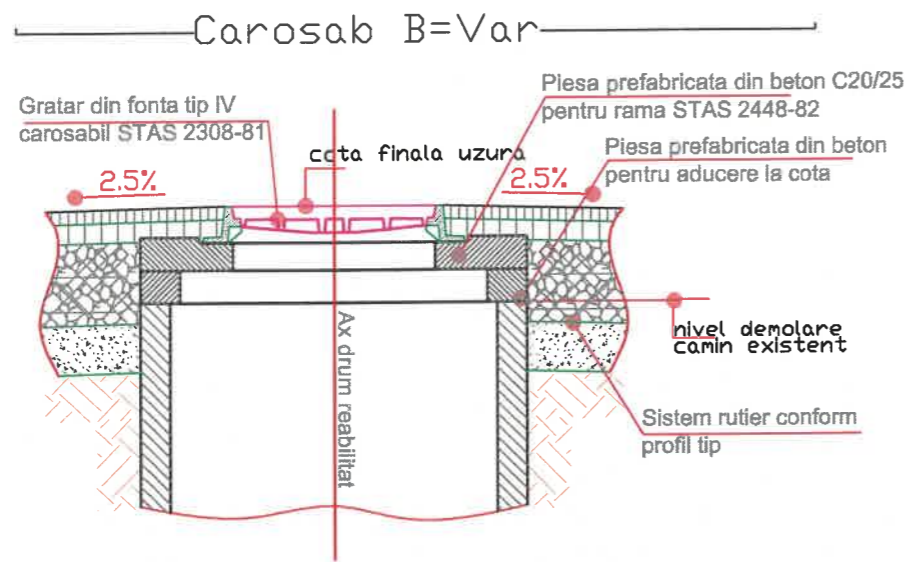 Carosab B=Var
Gratar din fonta tip IV
carosabil STAS 2308-81
Piesa prefabricata din beton C20/25
pentru rama STAS 2448-82
cota finala uzura
Piesa prefabricata din beton
pentru aducere la cota
2.5%
2.5%
nivel demolare
camin existent
Ax drum reabilitat
Sistem rutier conform
profil tip